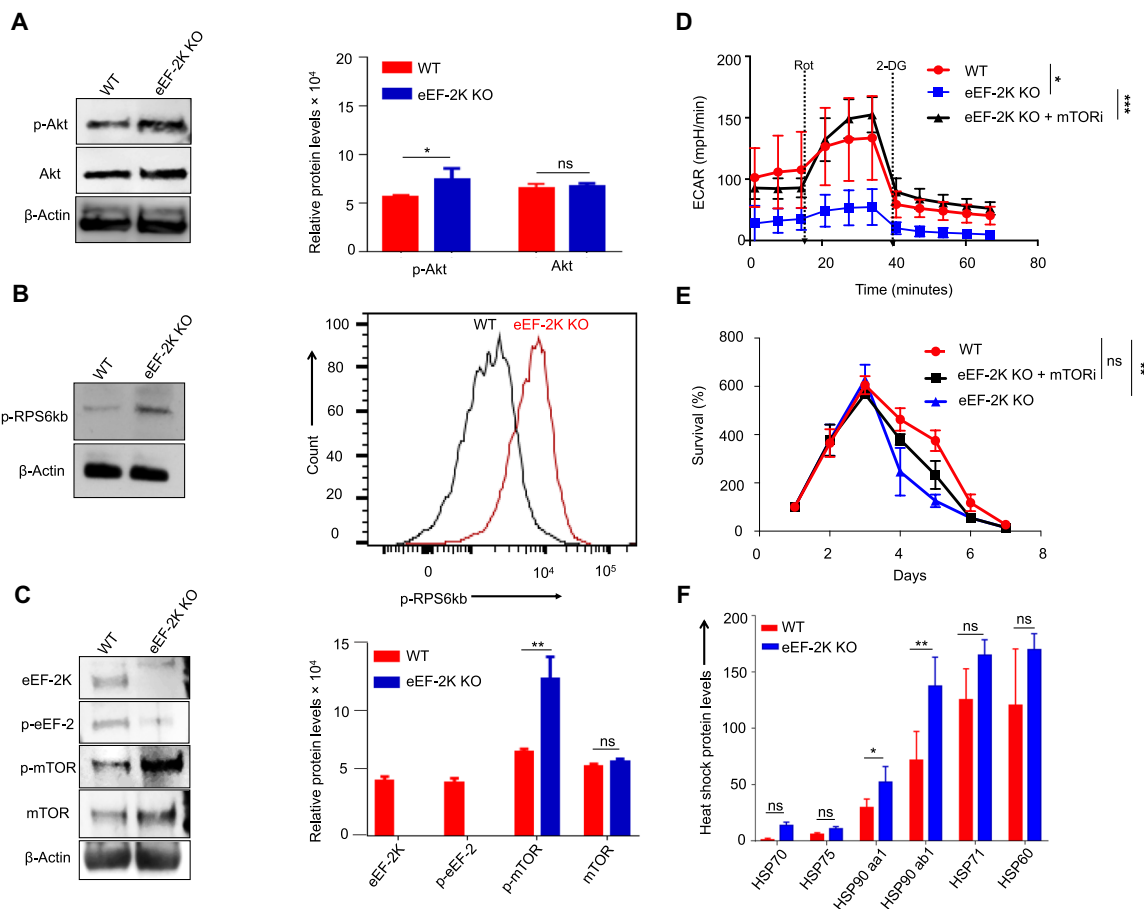 A
WT
eEF-2K KO
p-Akt
Akt
β-Actin
Relative protein levels × 10⁴
20
15
10
5
0
WT
eEF-2K KO
*
ns
p-Akt
Akt
B
WT
eEF-2K KO
p-RPS6kb
β-Actin
Count
100
80
60
40
20
0
WT
eEF-2K KO
0
10⁴
10⁵
p-RPS6kb
C
WT
eEF-2K KO
eEF-2K
p-eEF-2
p-mTOR
mTOR
β-Actin
Relative protein levels × 10⁴
15
10
5
0
WT
eEF-2K KO
**
ns
eEF-2K
p-eEF-2
p-mTOR
mTOR
D
ECAR (mpH/min)
200
150
100
100
0
Rot
2-DG
WT
eEF-2K KO
eEF-2K KO + mTORi
*
***
0
20
40
60
80
Time (minutes)
E
Survival (%)
800
600
400
200
0
WT
eEF-2K KO + mTORi
eEF-2K KO
ns
**
0
2
4
6
8
Days
F
Heat shock protein levels
200
150
100
50
0
WT
eEF-2K KO
ns
ns
*
**
ns
ns
HSP70
HSP75
HSP90 aa1
HSP90 ab1
HSP71
HSP60